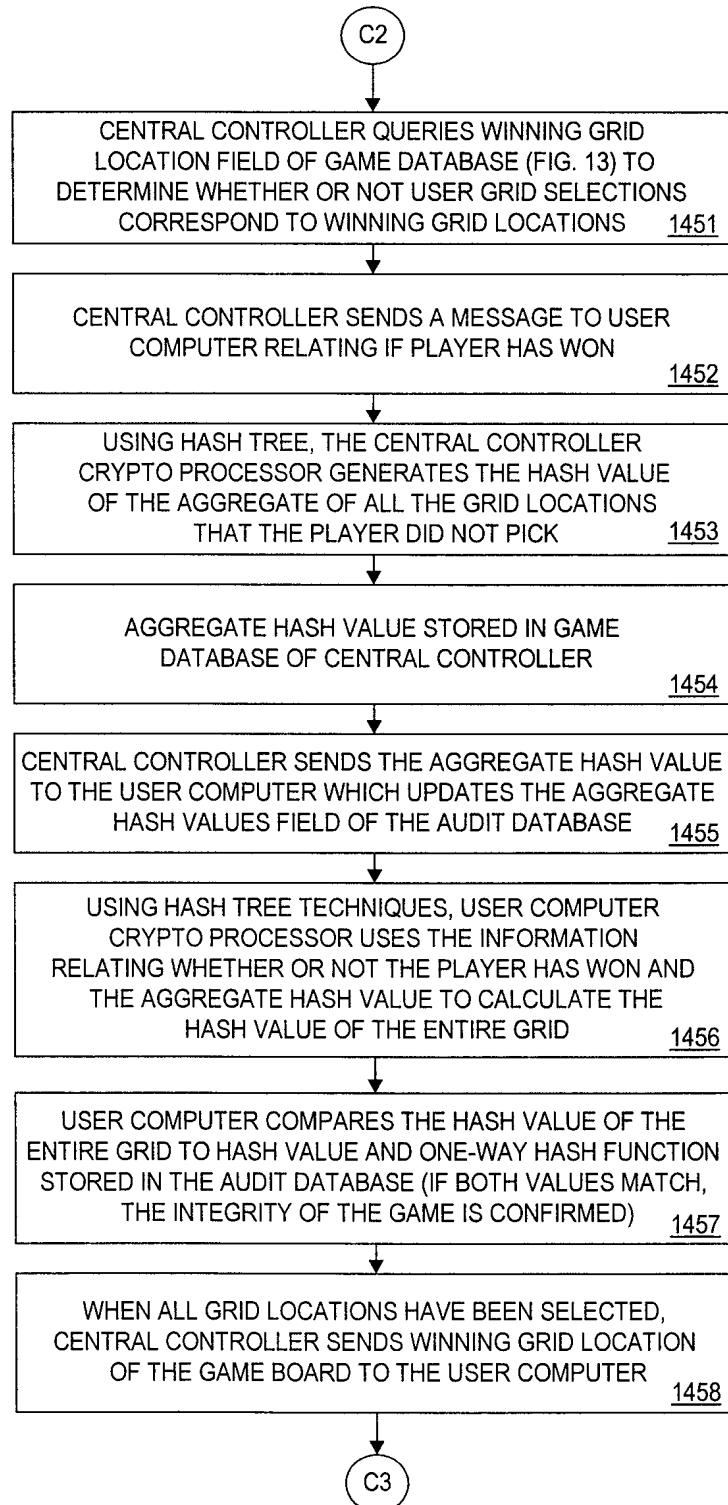 C2
CENTRAL CONTROLLER QUERIES WINNING GRID
LOCATION FIELD OF GAME DATABASE (FIG. 13) TO
DETERMINE WHETHER OR NOT USER GRID SELECTIONS
CORRESPOND TO WINNING GRID LOCATIONS
1451
CENTRAL CONTROLLER SENDS A MESSAGE TO USER
COMPUTER RELATING IF PLAYER HAS WON
1452
USING HASH TREE, THE CENTRAL CONTROLLER
CRYPTO PROCESSOR GENERATES THE HASH VALUE
OF THE AGGREGATE OF ALL THE GRID LOCATIONS
THAT THE PLAYER DID NOT PICK
1453
AGGREGATE HASH VALUE STORED IN GAME
DATABASE OF CENTRAL CONTROLLER
1454
CENTRAL CONTROLLER SENDS THE AGGREGATE HASH VALUE
TO THE USER COMPUTER WHICH UPDATES THE AGGREGATE
HASH VALUES FIELD OF THE AUDIT DATABASE
1455
USING HASH TREE TECHNIQUES, USER COMPUTER
CRYPTO PROCESSOR USES THE INFORMATION
RELATING WHETHER OR NOT THE PLAYER HAS WON AND
THE AGGREGATE HASH VALUE TO CALCULATE THE
HASH VALUE OF THE ENTIRE GRID
1456
USER COMPUTER COMPARES THE HASH VALUE OF THE
ENTIRE GRID TO HASH VALUE AND ONE-WAY HASH FUNCTION
STORED IN THE AUDIT DATABASE (IF BOTH VALUES MATCH,
THE INTEGRITY OF THE GAME IS CONFIRMED)
1457
WHEN ALL GRID LOCATIONS HAVE BEEN SELECTED,
CENTRAL CONTROLLER SENDS WINNING GRID LOCATION
OF THE GAME BOARD TO THE USER COMPUTER
1458
C3